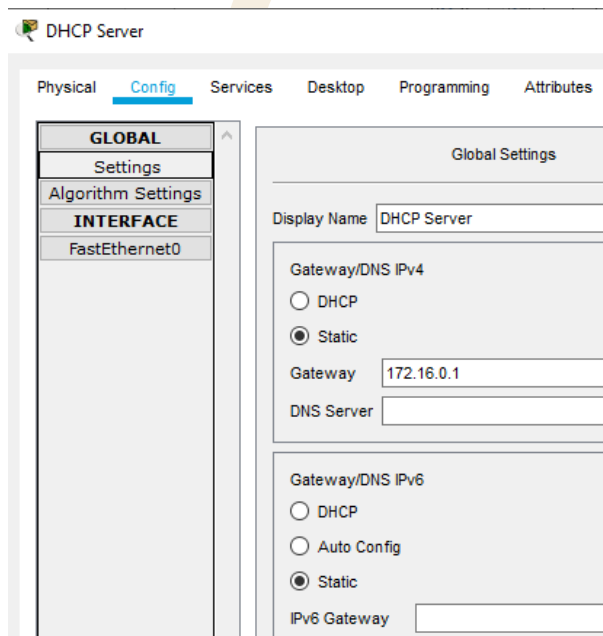 DHCP Server
Physical Config Services Desktop Programming Attributes
GLOBAL
Settings
Algorithm Settings
INTERFACE
FastEthernet0
Global Settings
Display Name DHCP Server
Gateway/DNS IPv4
DHCP
Static
Gateway 172.16.0.1
DNS Server
Gateway/DNS IPv6
DHCP
Auto Config
Static
IPv6 Gateway